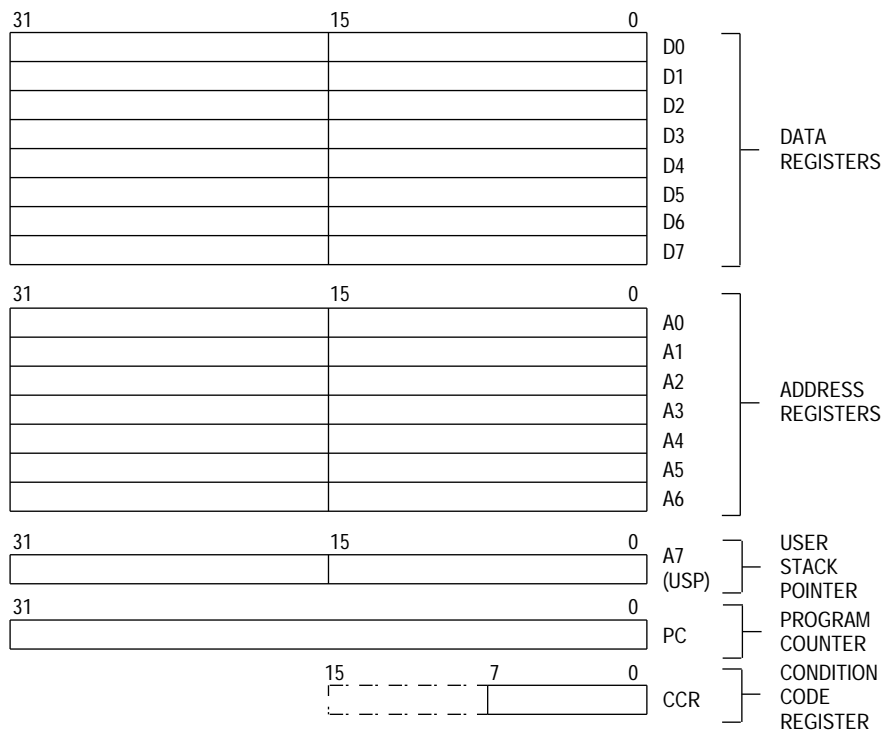 31 15 0
D0
D1
D2
D3
D4
D5
D6
D7
DATA
REGISTERS
31 15 0
A0
A1
A2
A3
A4
A5
A6
ADDRESS
REGISTERS
31 15 0
A7
(USP)
USER
STACK
POINTER
31 0
PC
PROGRAM
COUNTER
15 7 0
CCR
CONDITION
CODE
REGISTER